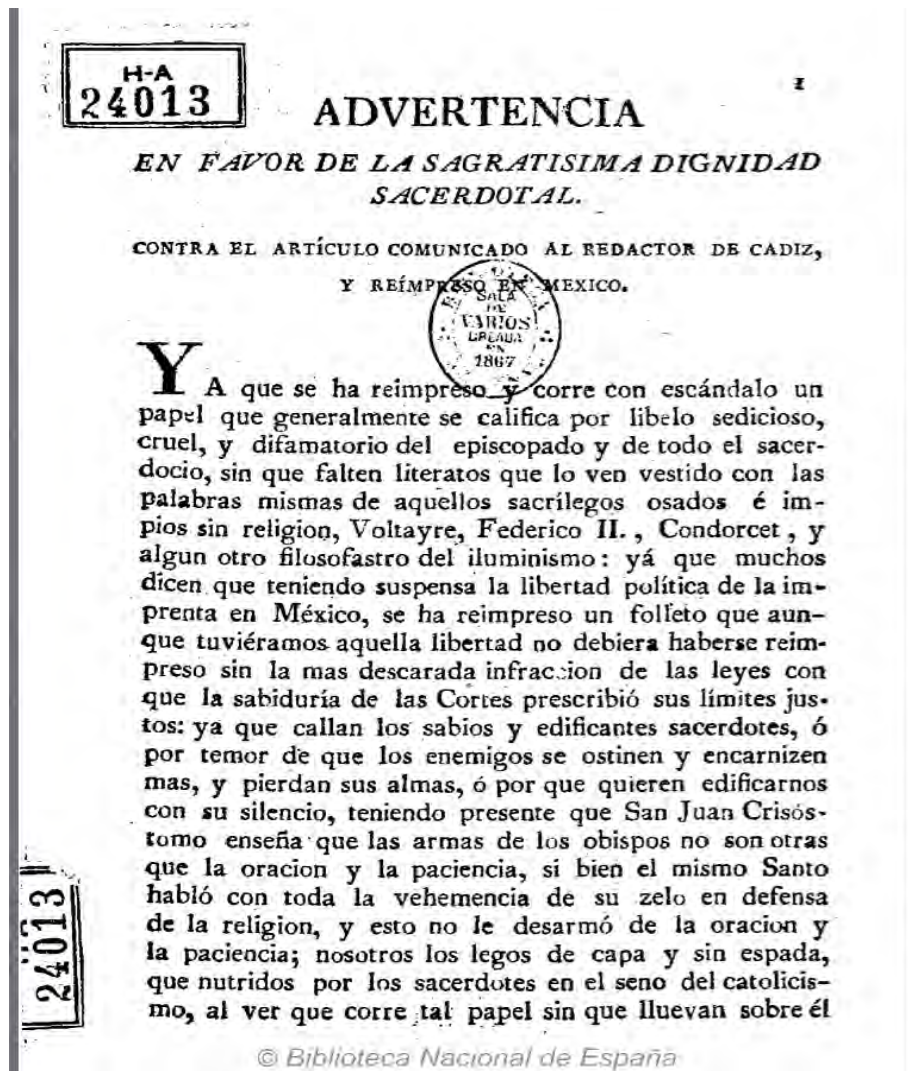 H-A
24013
1
ADVERTENCIA
EN FAVOR DE LA SAGRATISIMA DIGNIDAD
SACERDOTAL.
CONTRA EL ARTÍCULO COMUNICADO AL REDACTOR DE CADIZ,
Y REÍMPRESO EN MEXICO.
SALA
DE
VARIOS
CREADA
EN
1867
YA que se ha reimpreso y corre con escándalo un
papel que generalmente se califica por libelo sedicioso,
cruel, y difamatorio del episcopado y de todo el sacer-
docio, sin que falten literatos que lo ven vestido con las
palabras mismas de aquellos sacrílegos osados é im-
pios sin religion, Voltayre, Federico II., Condorcet, y
algun otro filosofastro del iluminismo: yá que muchos
dicen que teniendo suspensa la libertad política de la im-
prenta en México, se ha reimpreso un folleto que aun-
que tuviéramos aquella libertad no debiera haberse reim-
preso sin la mas descarada infraccion de las leyes con
que la sabiduría de las Cortes prescribió sus límites jus-
tos: ya que callan los sabios y edificantes sacerdotes, ó
por temor de que los enemigos se ostinen y encarnizen
mas, y pierdan sus almas, ó por que quieren edificarnos
con su silencio, teniendo presente que San Juan Crisós-
tomo enseña que las armas de los obispos no son otras
que la oracion y la paciencia, si bien el mismo Santo
habló con toda la vehemencia de su zelo en defensa
de la religion, y esto no le desarmó de la oracion y
la paciencia; nosotros los legos de capa y sin espada,
que nutridos por los sacerdotes en el seno del catolicis-
mo, al ver que corre tal papel sin que lluevan sobre él
24013
© Biblioteca Nacional de España